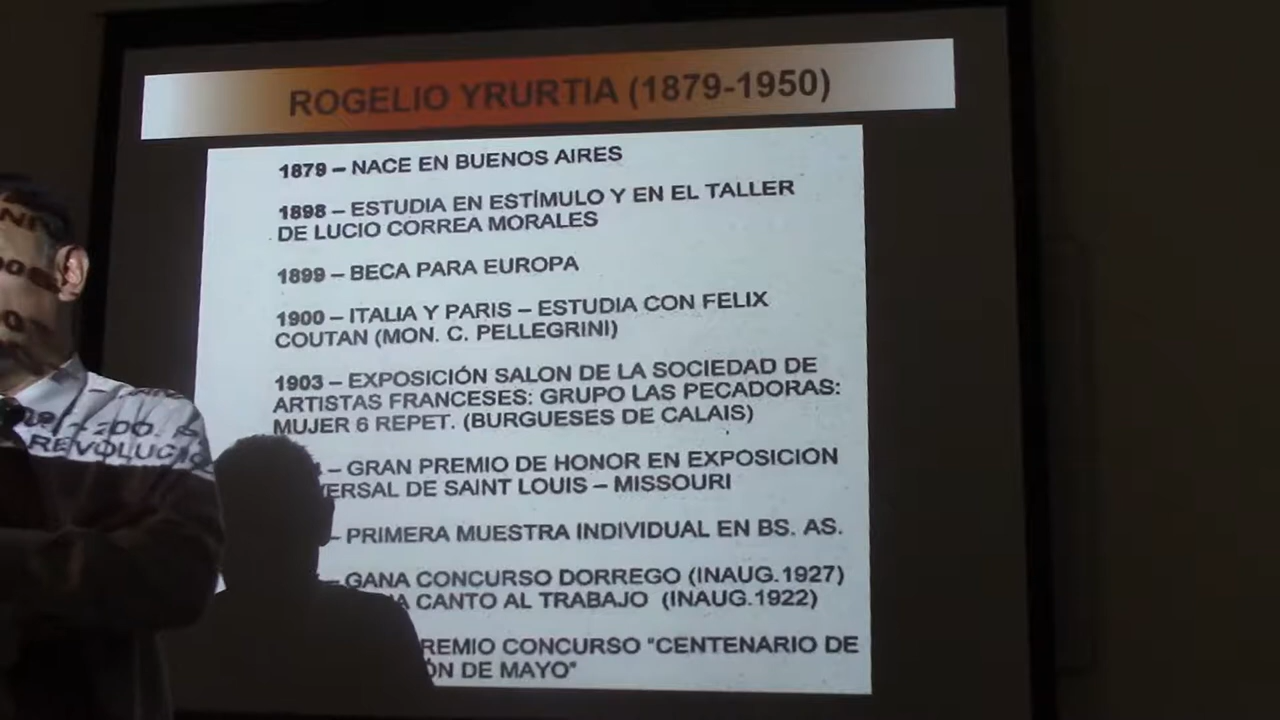 ROGELIO YRURTIA (1879-1950)
1879 – NACE EN BUENOS AIRES
1898 – ESTUDIA EN ESTÍMULO Y EN EL TALLER
DE LUCIO CORREA MORALES
1899 – BECA PARA EUROPA
1900 – ITALIA Y PARIS – ESTUDIA CON FELIX
COUTAN (MON. C. PELLEGRINI)
1903 – EXPOSICIÓN SALON DE LA SOCIEDAD DE
ARTISTAS FRANCESES: GRUPO LAS PECADORAS:
MUJER 6 REPET. (BURGUESES DE CALAIS)
– GRAN PREMIO DE HONOR EN EXPOSICION
VERSAL DE SAINT LOUIS – MISSOURI
– PRIMERA MUESTRA INDIVIDUAL EN BS. AS.
– GANA CONCURSO DORREGO (INAUG.1927)
A CANTO AL TRABAJO (INAUG.1922)
2DO.
REMIO CONCURSO "CENTENARIO DE
REVOLUCI
ÓN DE MAYO"